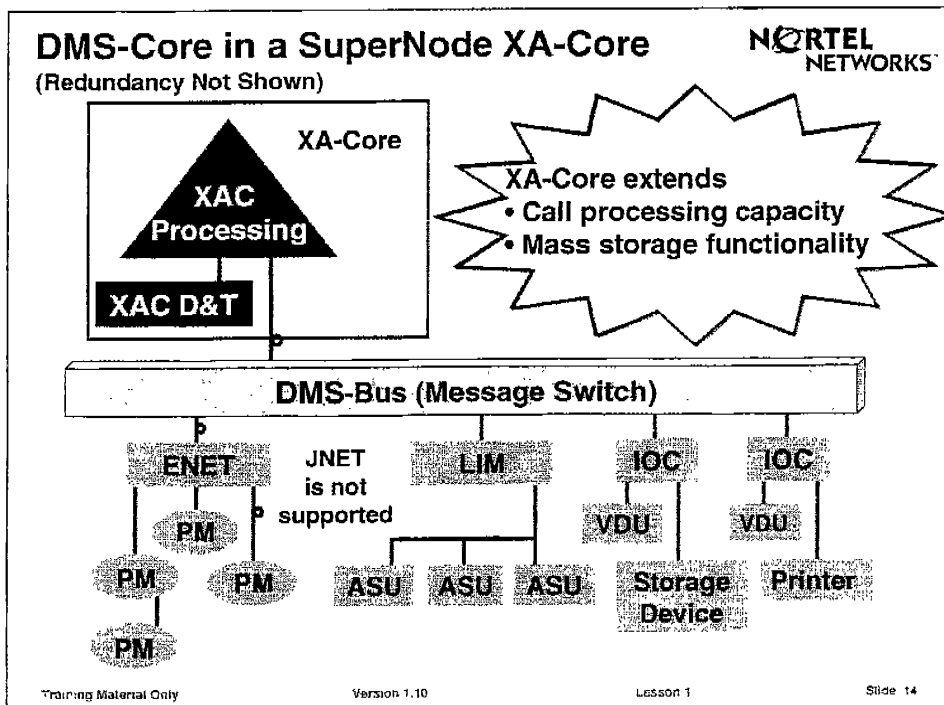 DMS-Core in a SuperNode XA-Core
(Redundancy Not Shown)
NORTEL
NETWORKS™
XA-Core
XAC
Processing
XAC D&T
XA-Core extends
• Call processing capacity
• Mass storage functionality
DMS-Bus (Message Switch)
ENET
JNET
is not
supported
LIM
IOC
IOC
PM
VDU
VDU
PM
PM
ASU
ASU
ASU
Storage
Device
Printer
PM
Training Material Only
Version 1.10
Lesson 1
Slide 14